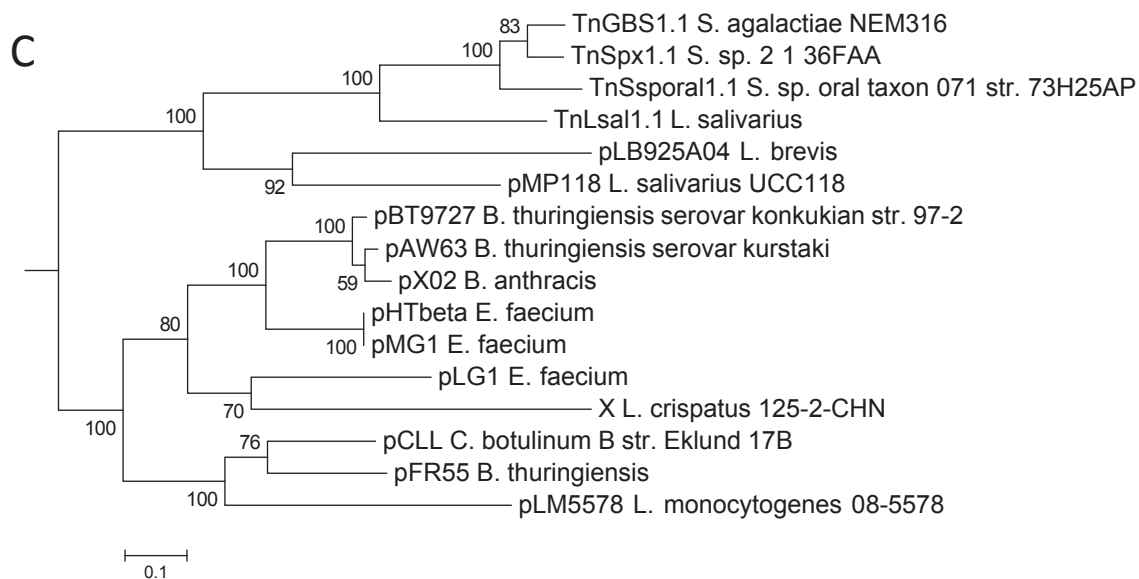 C
83
TnGBS1.1 S. agalactiae NEM316
100
TnSpx1.1 S. sp. 2 1 36FAA
100
TnSsporal1.1 S. sp. oral taxon 071 str. 73H25AP
100
TnLsal1.1 L. salivarius
pLB925A04 L. brevis
92
pMP118 L. salivarius UCC118
100
pBT9727 B. thuringiensis serovar konkukian str. 97-2
pAW63 B. thuringiensis serovar kurstaki
100
59
pX02 B. anthracis
pHTbeta E. faecium
80
100
pMG1 E. faecium
pLG1 E. faecium
70
X L. crispatus 125-2-CHN
100
76
pCLL C. botulinum B str. Eklund 17B
pFR55 B. thuringiensis
100
pLM5578 L. monocytogenes 08-5578
0.1